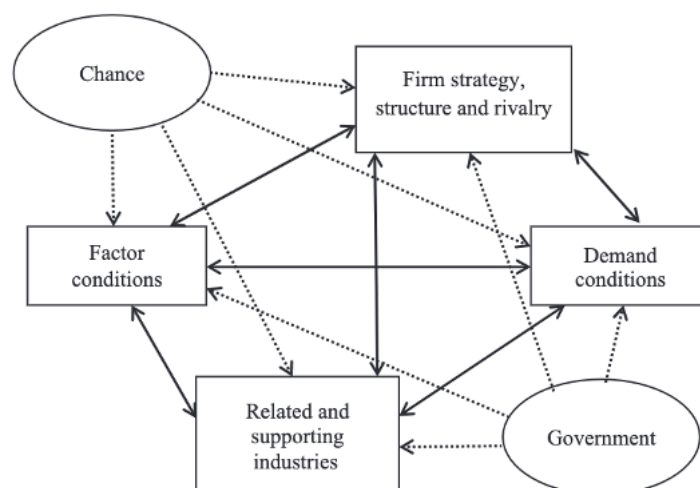 Chance
Firm strategy,
structure and rivalry
Factor
conditions
Demand
conditions
Related and
supporting
industries
Government